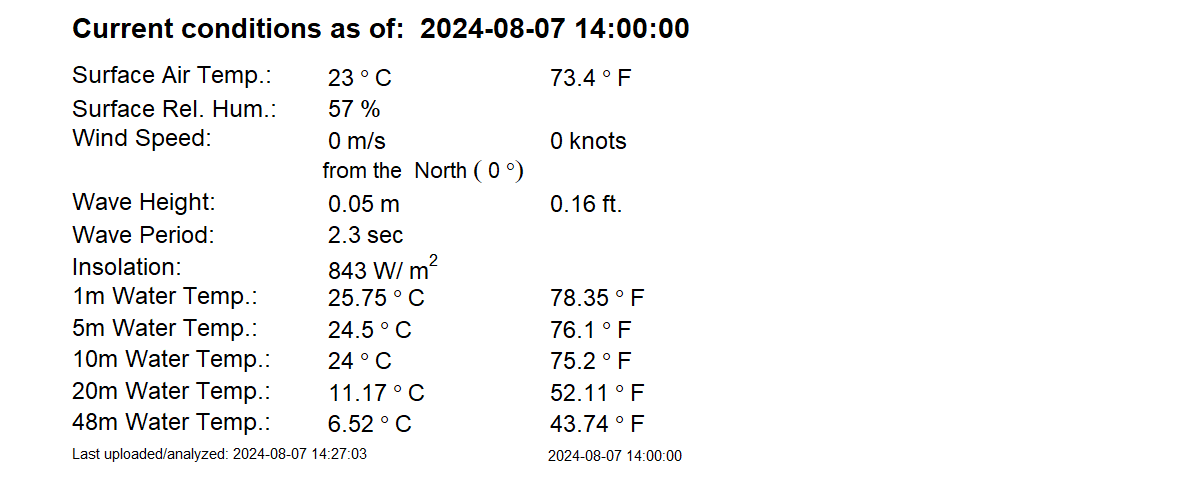 Current conditions as of: 2024-08-07 14:00:00
Surface Air Temp.: 23 ° C 73.4 ° F
Surface Rel. Hum.: 57 %
Wind Speed: 0 m/s 0 knots
from the North ( 0 °)
Wave Height: 0.05 m 0.16 ft.
Wave Period: 2.3 sec
Insolation: 843 W/ m²
1m Water Temp.: 25.75 ° C 78.35 ° F
5m Water Temp.: 24.5 ° C 76.1 ° F
10m Water Temp.: 24 ° C 75.2 ° F
20m Water Temp.: 11.17 ° C 52.11 ° F
48m Water Temp.: 6.52 ° C 43.74 ° F
Last uploaded/analyzed: 2024-08-07 14:27:03 2024-08-07 14:00:00